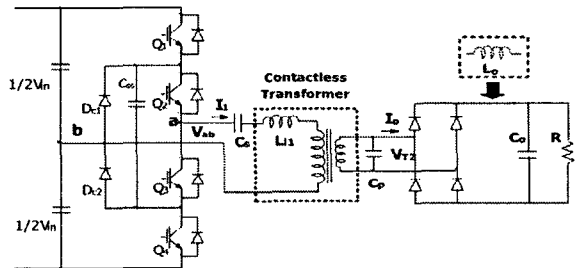 Q1
Lo
1/2Vin
Css
Dc1
Q2
Contactless
Transformer
a
I1
Io
b
Vab
Cs
Ll1
VT2
Co
R
Cp
Dc2
Q3
1/2Vin
Q4